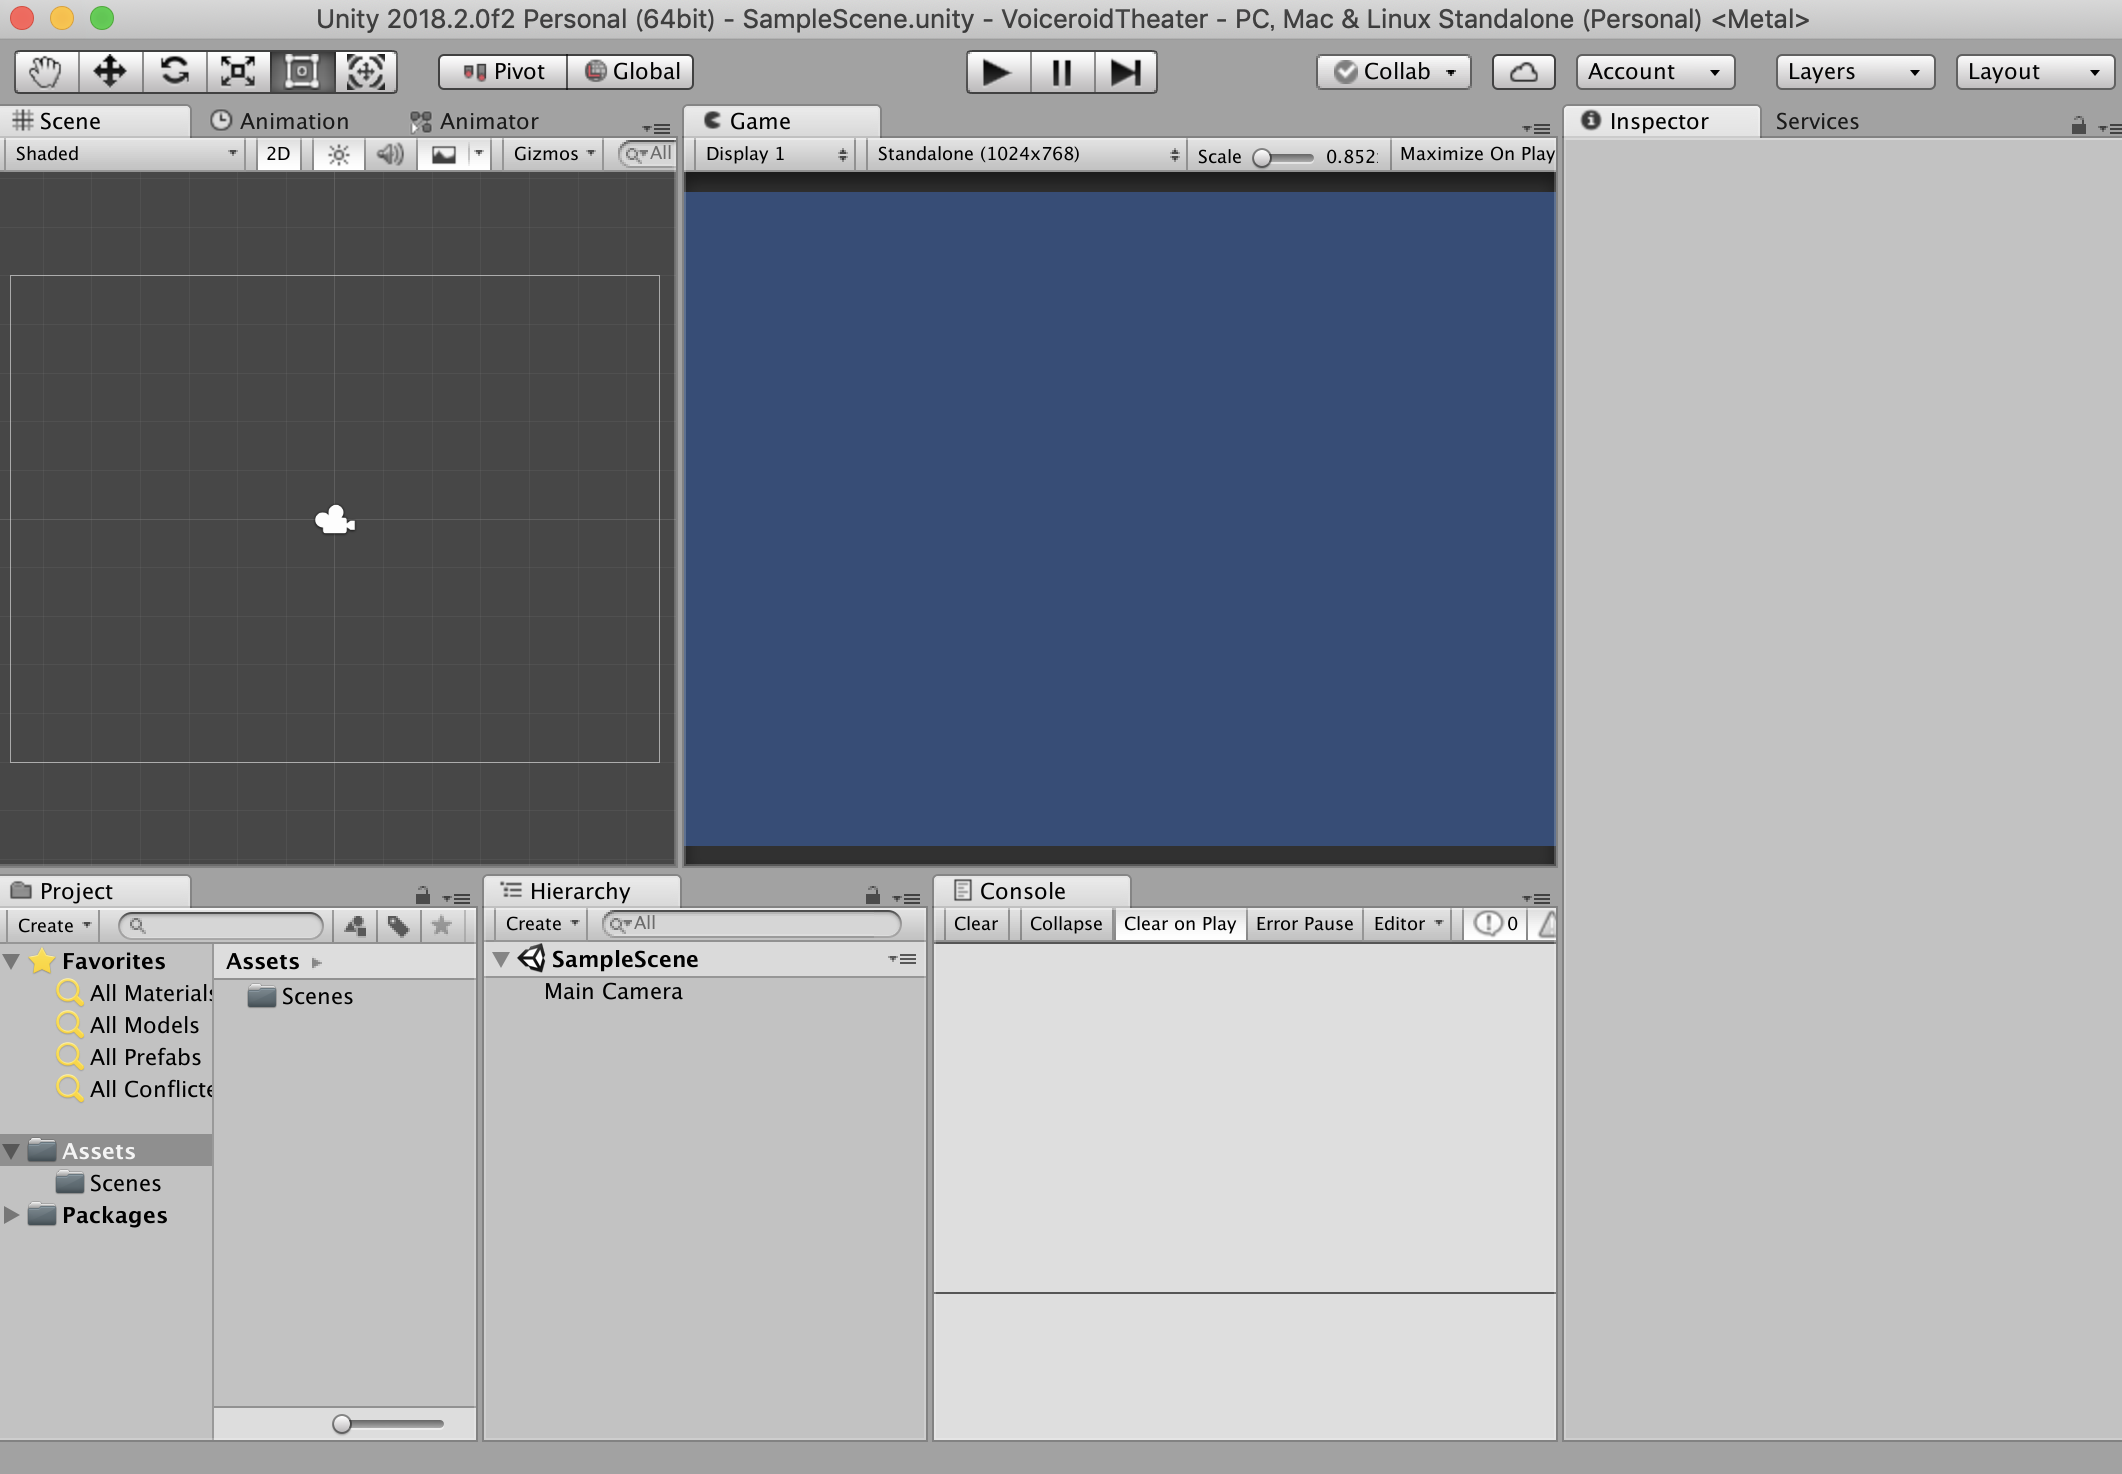 Unity 2018.2.0f2 Personal (64bit) - SampleScene.unity - VoiceroidTheater - PC, Mac & Linux Standalone (Personal) <Metal>
Pivot Global Collab Account Layers Layout
Scene Animation Animator
Shaded 2D Gizmos All
Game
Display 1 Standalone (1024x768) Scale 0.852 Maximize On Play
Inspector Services
Project
Create
Favorites
All Materials
All Models
All Prefabs
All Conflicte
Assets
Scenes
Packages
Assets
Scenes
Hierarchy
Create All
SampleScene
Main Camera
Console
Clear Collapse Clear on Play Error Pause Editor 0